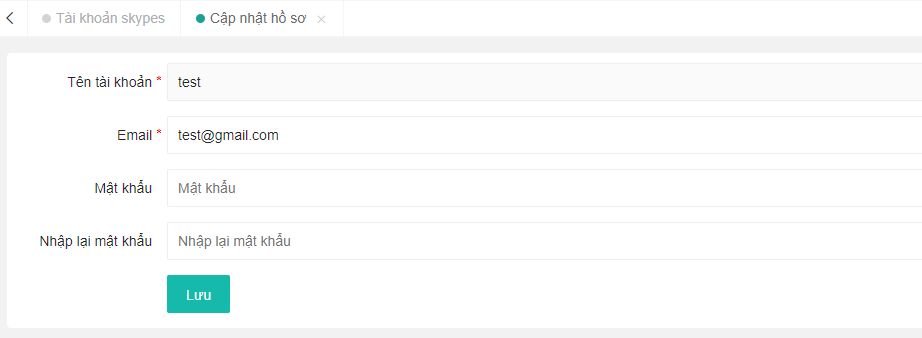 Tài khoản skypes
Cập nhật hồ sơ
Tên tài khoản * test
Email * test@gmail.com
Mật khẩu Mật khẩu
Nhập lại mật khẩu Nhập lại mật khẩu
Lưu